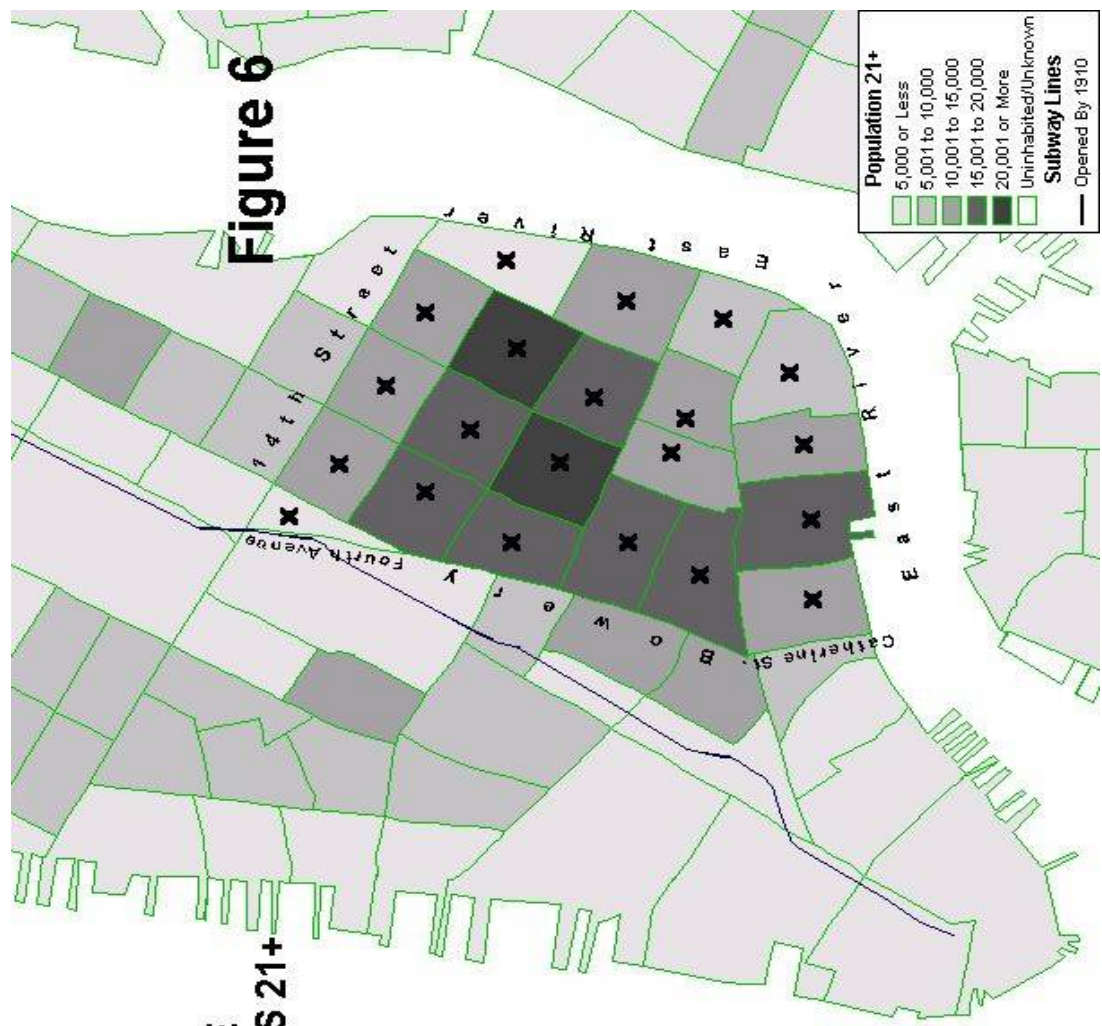 Figure 6
14th Street
East River
Fourth Avenue
Bowery
East River
Catherine St.
s 21+
Population 21+
5,000 or Less
5,001 to 10,000
10,001 to 15,000
15,001 to 20,000
20,001 or More
Uninhabited/Unknown
Subway Lines
Opened By 1910